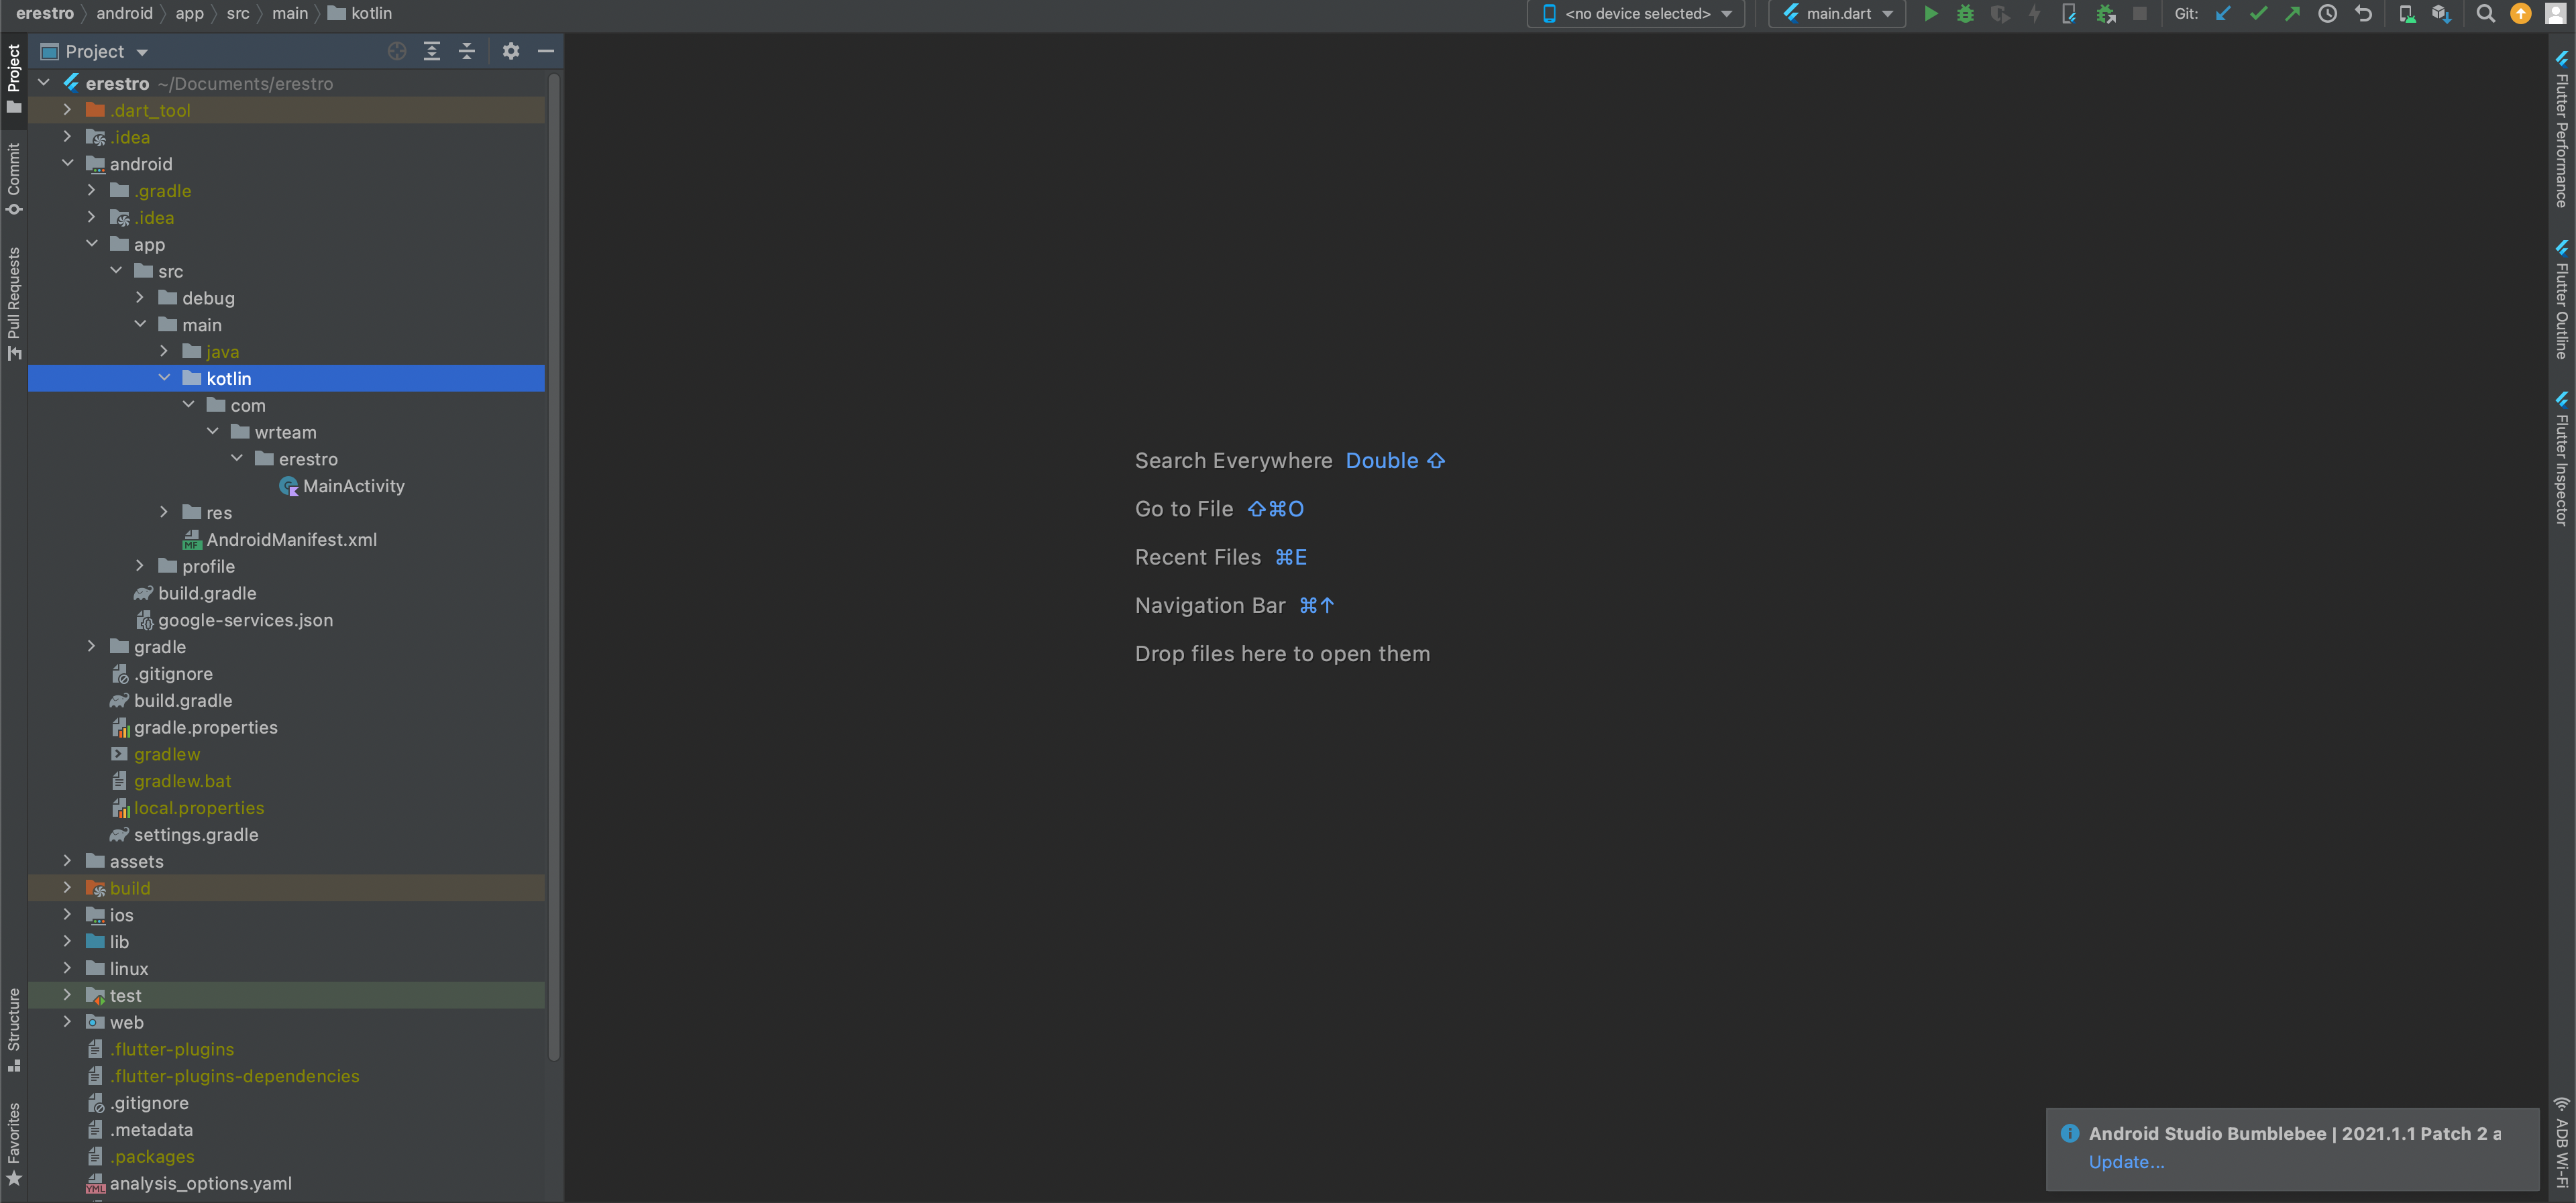 erestro android app src main kotlin
<no device selected> main.dart Git:
Project
erestro ~/Documents/erestro
.dart_tool
.idea
android
.gradle
.idea
app
src
debug
main
java
kotlin
com
wrteam
erestro
MainActivity
res
AndroidManifest.xml
profile
build.gradle
google-services.json
gradle
.gitignore
build.gradle
gradle.properties
gradlew
gradlew.bat
local.properties
settings.gradle
assets
build
ios
lib
linux
test
web
.flutter-plugins
.flutter-plugins-dependencies
.gitignore
.metadata
.packages
analysis_options.yaml
Project
Commit
Pull Requests
Structure
Favorites
Search Everywhere Double ⇧
Go to File ⇧⌘O
Recent Files ⌘E
Navigation Bar ⌘↑
Drop files here to open them
Flutter Performance
Flutter Outline
Flutter Inspector
ADB Wi-Fi
Android Studio Bumblebee | 2021.1.1 Patch 2 a
Update...